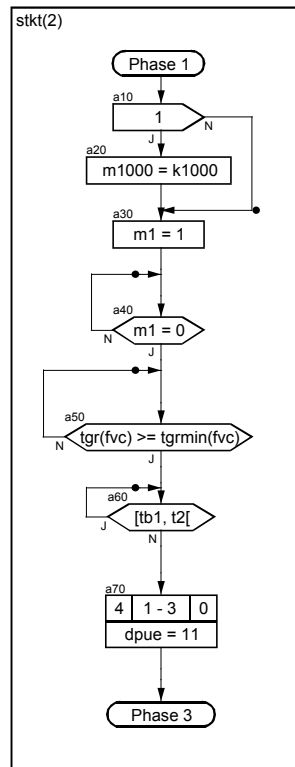 stkt(2)
Phase 1
a10
1
J N
a20
m1000 = k1000
a30
m1 = 1
a40
m1 = 0
N J
a50
tgr(fvc) >= tgrmin(fvc)
N J
a60
[tb1, t2[
J N
a70
4 1 - 3 0
dpue = 11
Phase 3